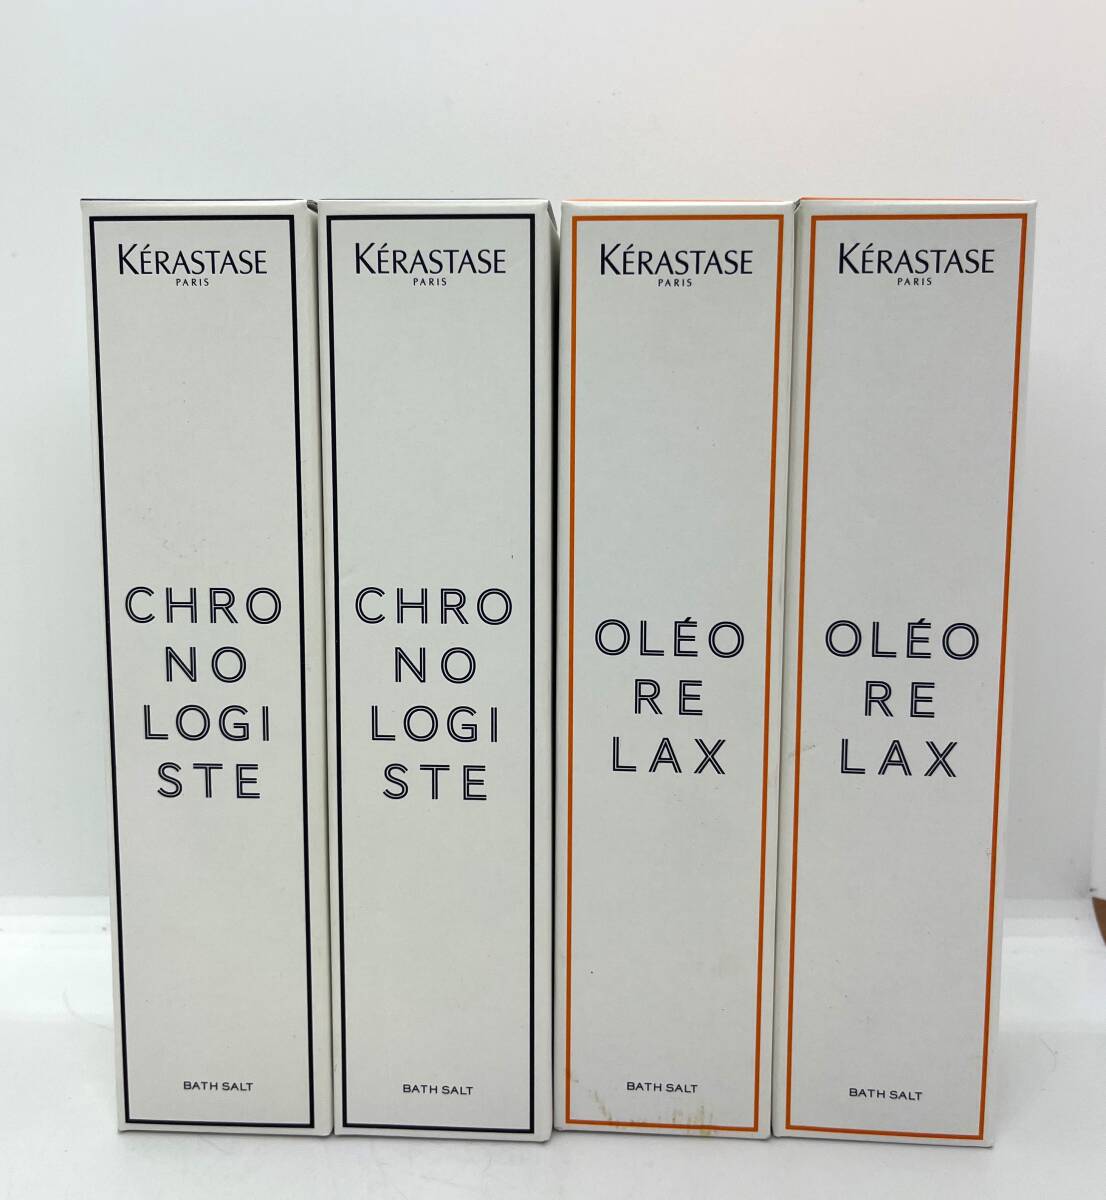 KÉRASTASE
PARIS
CHRO
NO
LOGI
STE
BATH SALT
KÉRASTASE
PARIS
CHRO
NO
LOGI
STE
BATH SALT
KÉRASTASE
PARIS
OLÉO
RE
LAX
BATH SALT
KÉRASTASE
PARIS
OLÉO
RE
LAX
BATH SALT